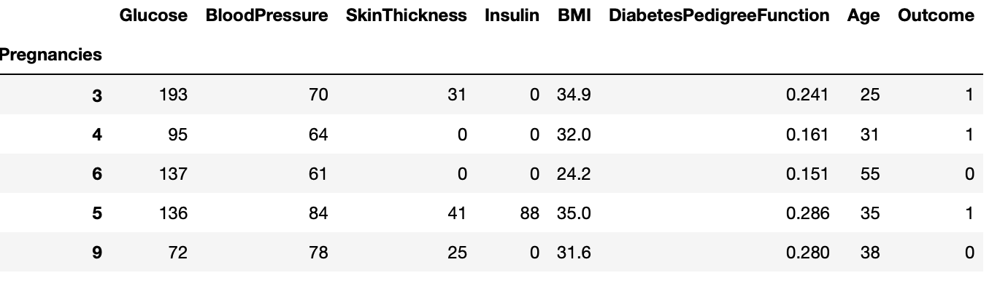 Glucose BloodPressure SkinThickness Insulin BMI DiabetesPedigreeFunction Age Outcome
Pregnancies
3 193 70 31 0 34.9 0.241 25 1
4 95 64 0 0 32.0 0.161 31 1
6 137 61 0 0 24.2 0.151 55 0
5 136 84 41 88 35.0 0.286 35 1
9 72 78 25 0 31.6 0.280 38 0